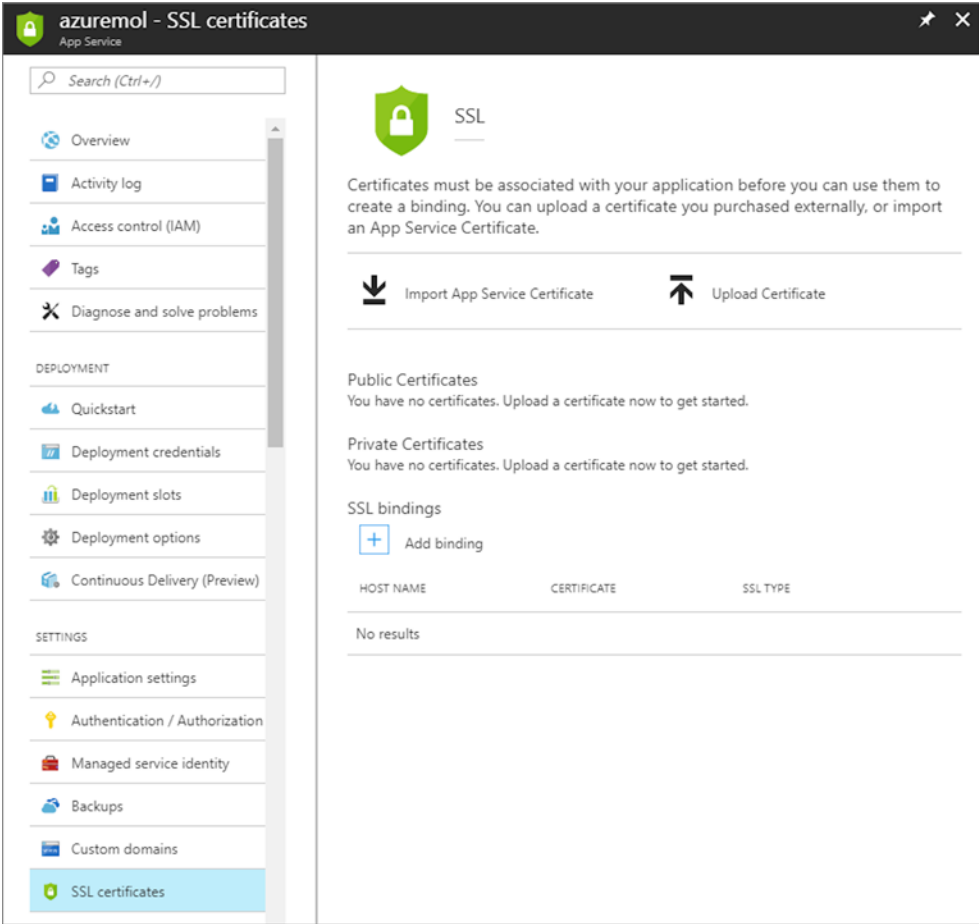 azuremol - SSL certificates
App Service
Search (Ctrl+/)
Overview
Activity log
Access control (IAM)
Tags
Diagnose and solve problems
DEPLOYMENT
Quickstart
Deployment credentials
Deployment slots
Deployment options
Continuous Delivery (Preview)
SETTINGS
Application settings
Authentication / Authorization
Managed service identity
Backups
Custom domains
SSL certificates
SSL
Certificates must be associated with your application before you can use them to
create a binding. You can upload a certificate you purchased externally, or import
an App Service Certificate.
Import App Service Certificate
Upload Certificate
Public Certificates
You have no certificates. Upload a certificate now to get started.
Private Certificates
You have no certificates. Upload a certificate now to get started.
SSL bindings
Add binding
HOST NAME CERTIFICATE SSL TYPE
No results